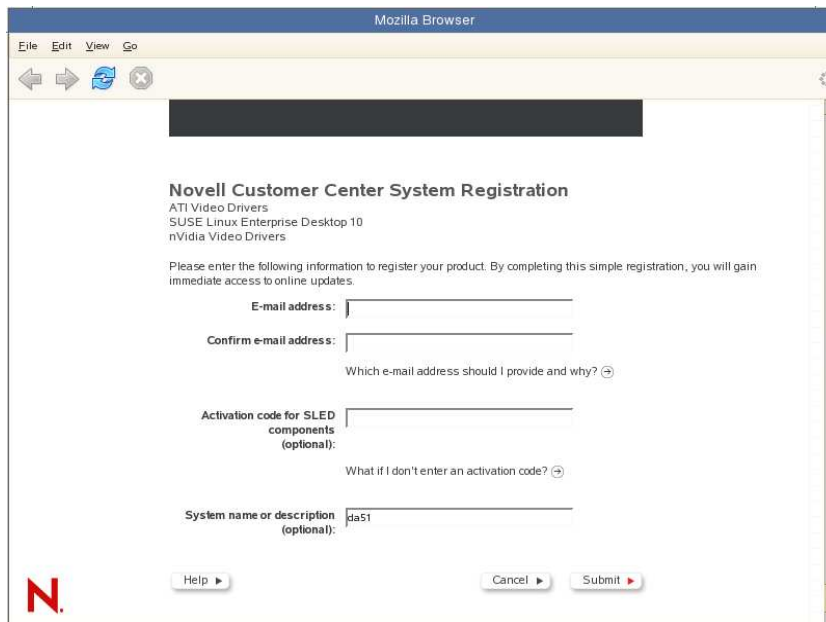 Mozilla Browser
File Edit View Go
Novell Customer Center System Registration
ATI Video Drivers
SUSE Linux Enterprise Desktop 10
nVidia Video Drivers
Please enter the following information to register your product. By completing this simple registration, you will gain
immediate access to online updates.
E-mail address:
Confirm e-mail address:
Which e-mail address should I provide and why?
Activation code for SLED
components
(optional):
What if I don't enter an activation code?
System name or description
(optional):
da51
Help
Cancel
Submit
N.